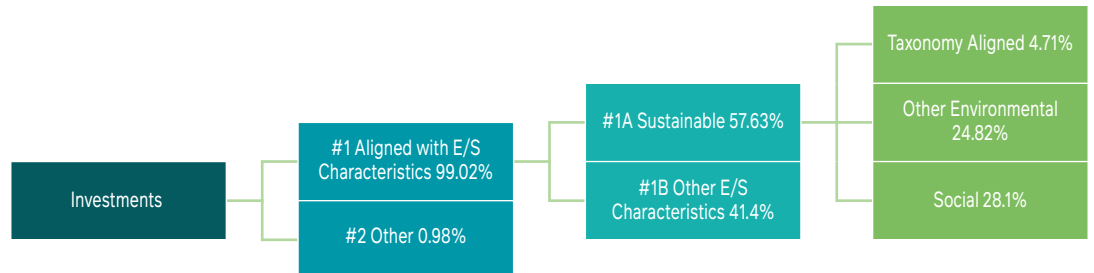 Investments
#1 Aligned with E/S
Characteristics 99.02%
#2 Other 0.98%
#1A Sustainable 57.63%
#1B Other E/S
Characteristics 41.4%
Taxonomy Aligned 4.71%
Other Environmental
24.82%
Social 28.1%